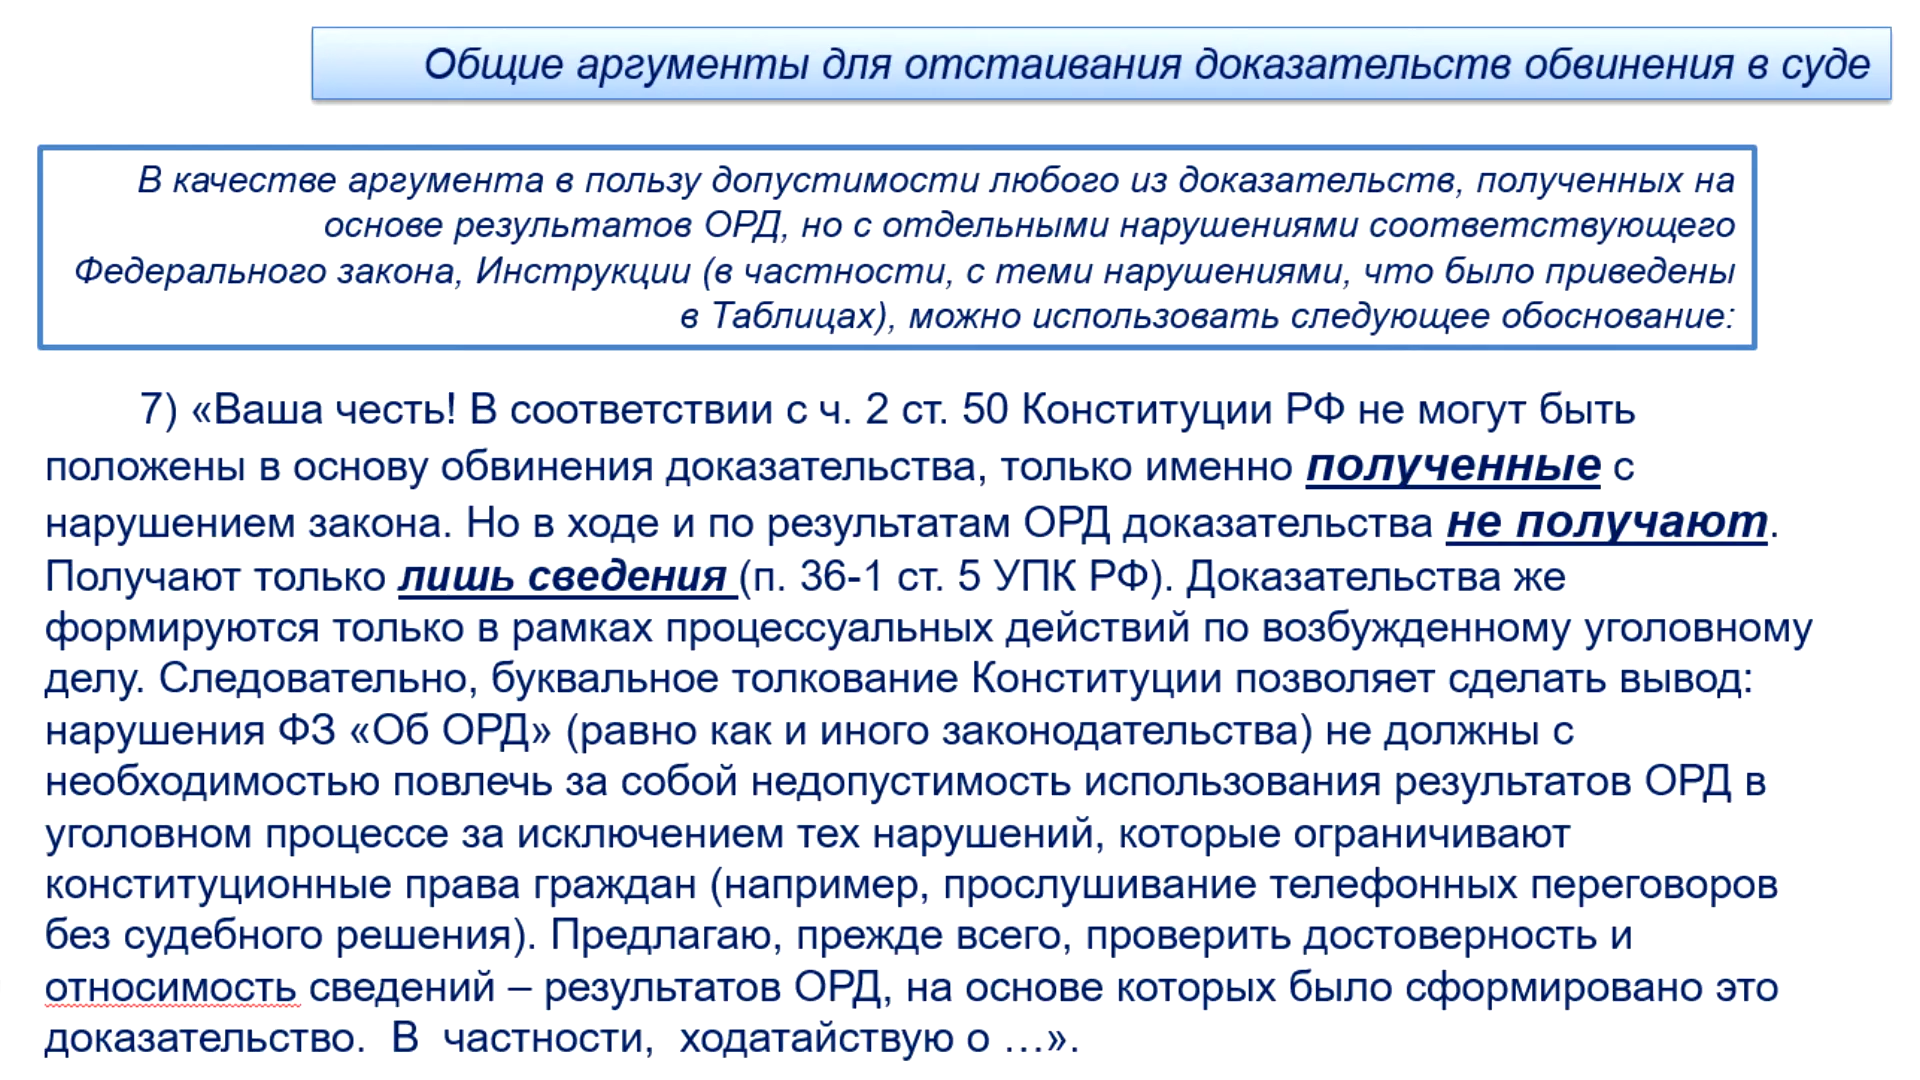 Общие аргументы для отстаивания доказательств обвинения в суде
В качестве аргумента в пользу допустимости любого из доказательств, полученных на
основе результатов ОРД, но с отдельными нарушениями соответствующего
Федерального закона, Инструкции (в частности, с теми нарушениями, что было приведены
в Таблицах), можно использовать следующее обоснование:
7) «Ваша честь! В соответствии с ч. 2 ст. 50 Конституции РФ не могут быть
положены в основу обвинения доказательства, только именно полученные с
нарушением закона. Но в ходе и по результатам ОРД доказательства не получают.
Получают только лишь сведения (п. 36-1 ст. 5 УПК РФ). Доказательства же
формируются только в рамках процессуальных действий по возбужденному уголовному
делу. Следовательно, буквальное толкование Конституции позволяет сделать вывод:
нарушения ФЗ «Об ОРД» (равно как и иного законодательства) не должны с
необходимостью повлечь за собой недопустимость использования результатов ОРД в
уголовном процессе за исключением тех нарушений, которые ограничивают
конституционные права граждан (например, прослушивание телефонных переговоров
без судебного решения). Предлагаю, прежде всего, проверить достоверность и
относимость сведений – результатов ОРД, на основе которых было сформировано это
доказательство. В частности, ходатайствую о …».